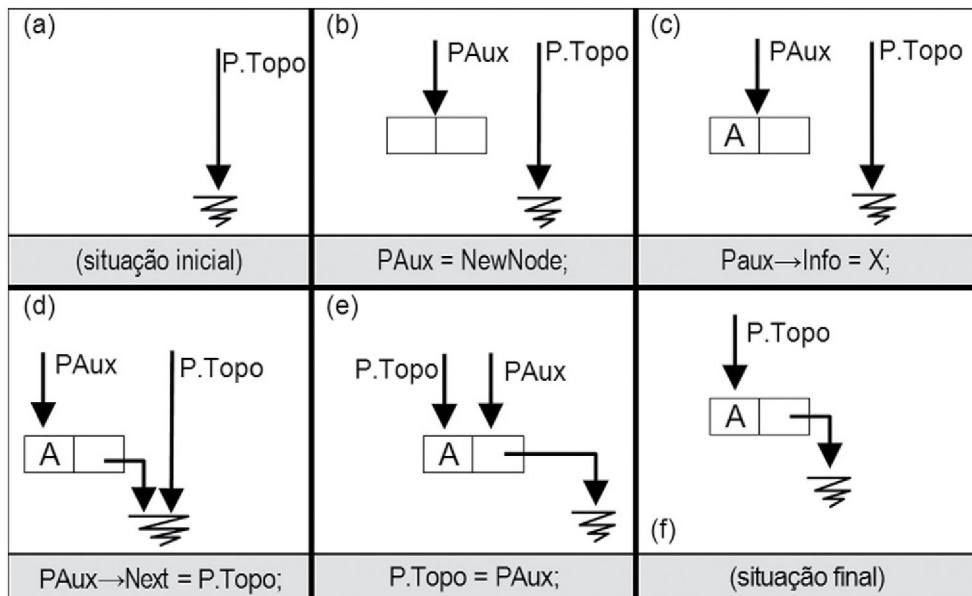 (a)
P.Topo
(situação inicial)
(b)
PAux
P.Topo
PAux = NewNode;
(c)
PAux
P.Topo
A
Paux→Info = X;
(d)
PAux
P.Topo
A
PAux→Next = P.Topo;
(e)
P.Topo
PAux
A
P.Topo = PAux;
P.Topo
A
(f)
(situação final)